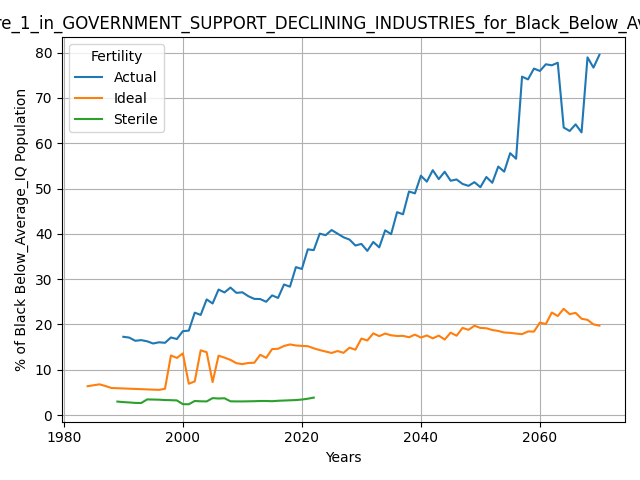 re_1_in_GOVERNMENT_SUPPORT_DECLINING_INDUSTRIES_for_Black_Below_Av
Fertility
Actual
Ideal
Sterile
% of Black Below_Average_IQ Population
80
70
60
50
40
30
20
10
0
1980 2000 2020 2040 2060
Years